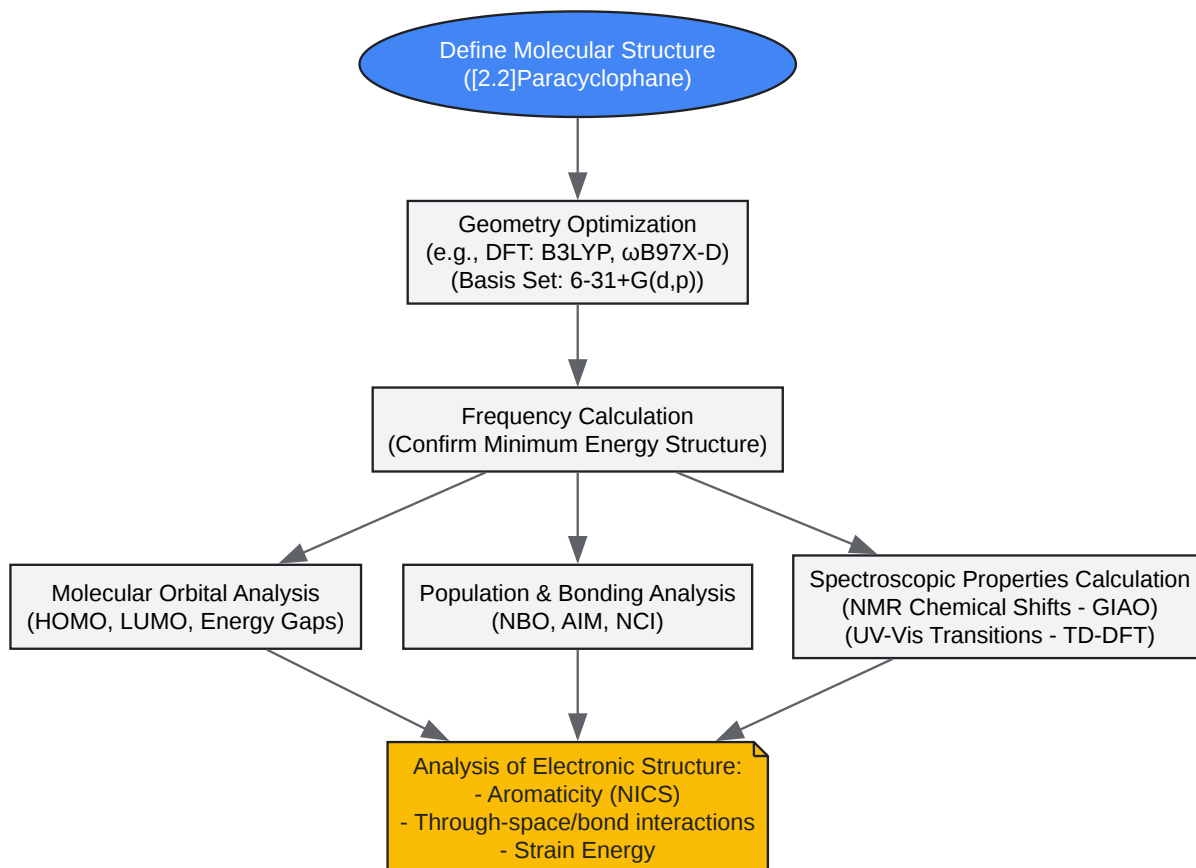 Define Molecular Structure
([2.2]Paracyclophane)
Geometry Optimization
(e.g., DFT: B3LYP, ωB97X-D)
(Basis Set: 6-31+G(d,p))
Frequency Calculation
(Confirm Minimum Energy Structure)
Molecular Orbital Analysis
(HOMO, LUMO, Energy Gaps)
Population & Bonding Analysis
(NBO, AIM, NCI)
Spectroscopic Properties Calculation
(NMR Chemical Shifts - GIAO)
(UV-Vis Transitions - TD-DFT)
Analysis of Electronic Structure:
- Aromaticity (NICS)
- Through-space/bond interactions
- Strain Energy